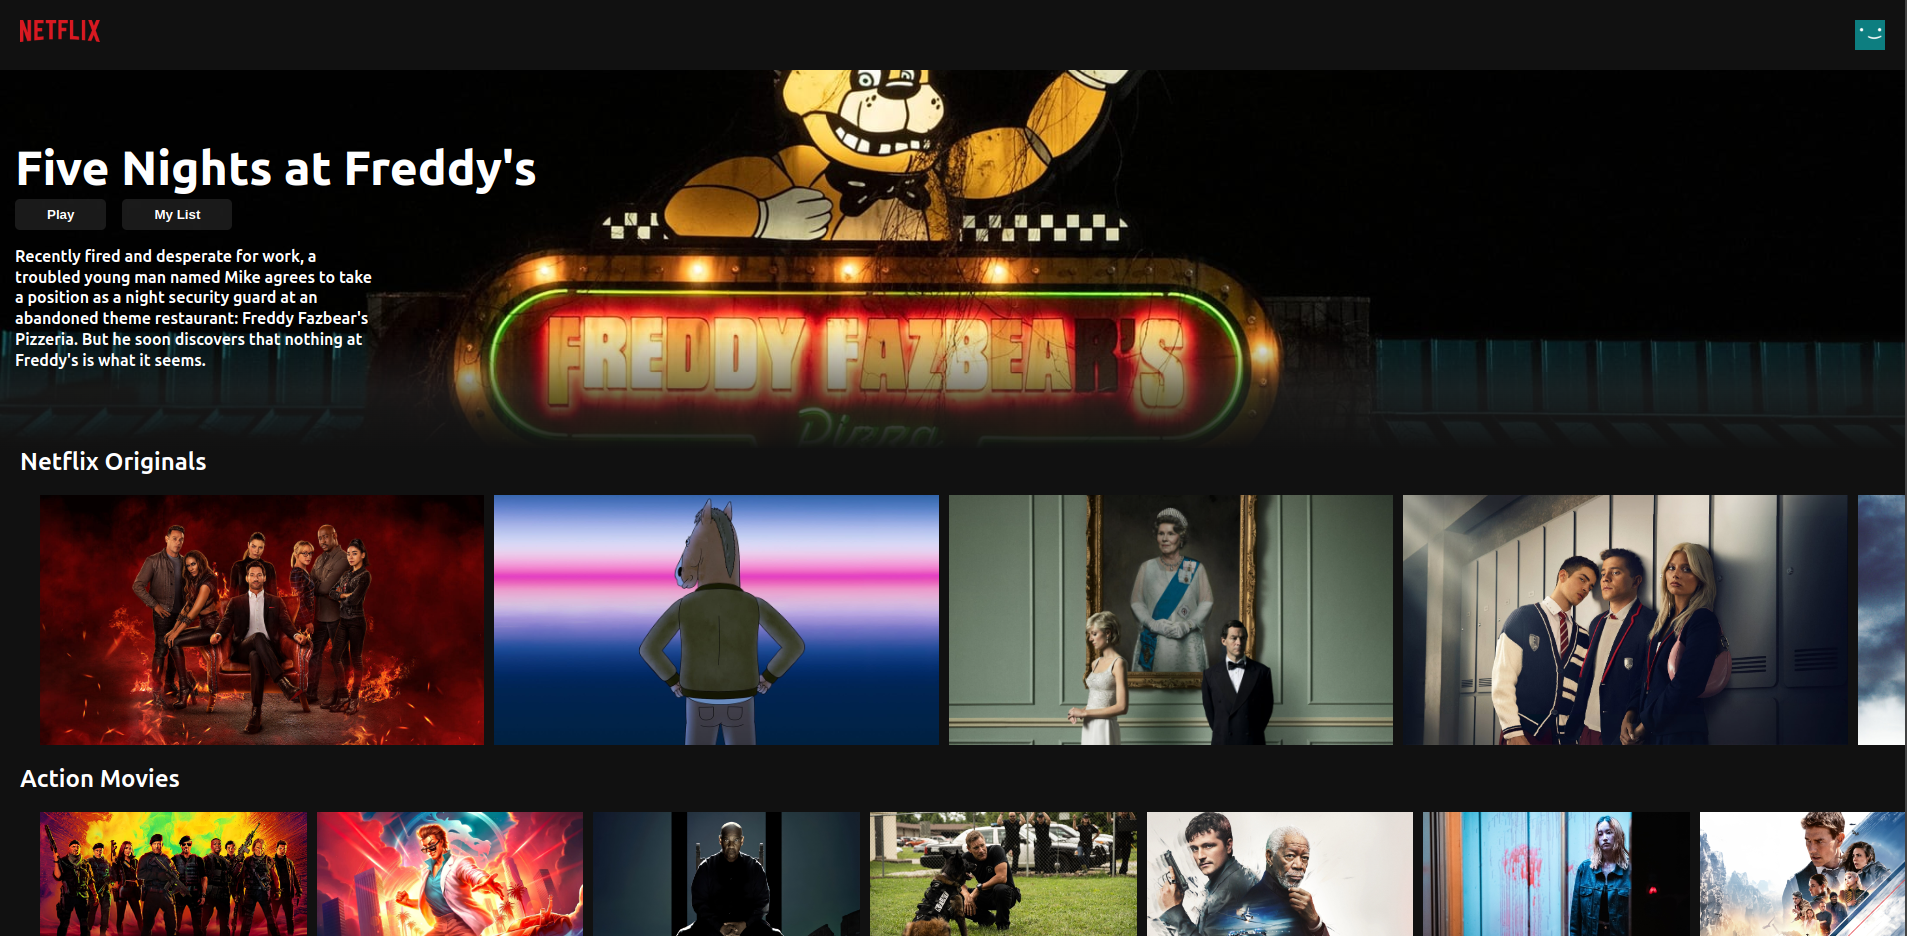 NETFLIX
Five Nights at Freddy's
Play
My List
Recently fired and desperate for work, a
troubled young man named Mike agrees to take
a position as a night security guard at an
abandoned theme restaurant: Freddy Fazbear's
Pizzeria. But he soon discovers that nothing at
Freddy's is what it seems.
FREDDY FAZBEAR'S
Pizza
Netflix Originals
Action Movies